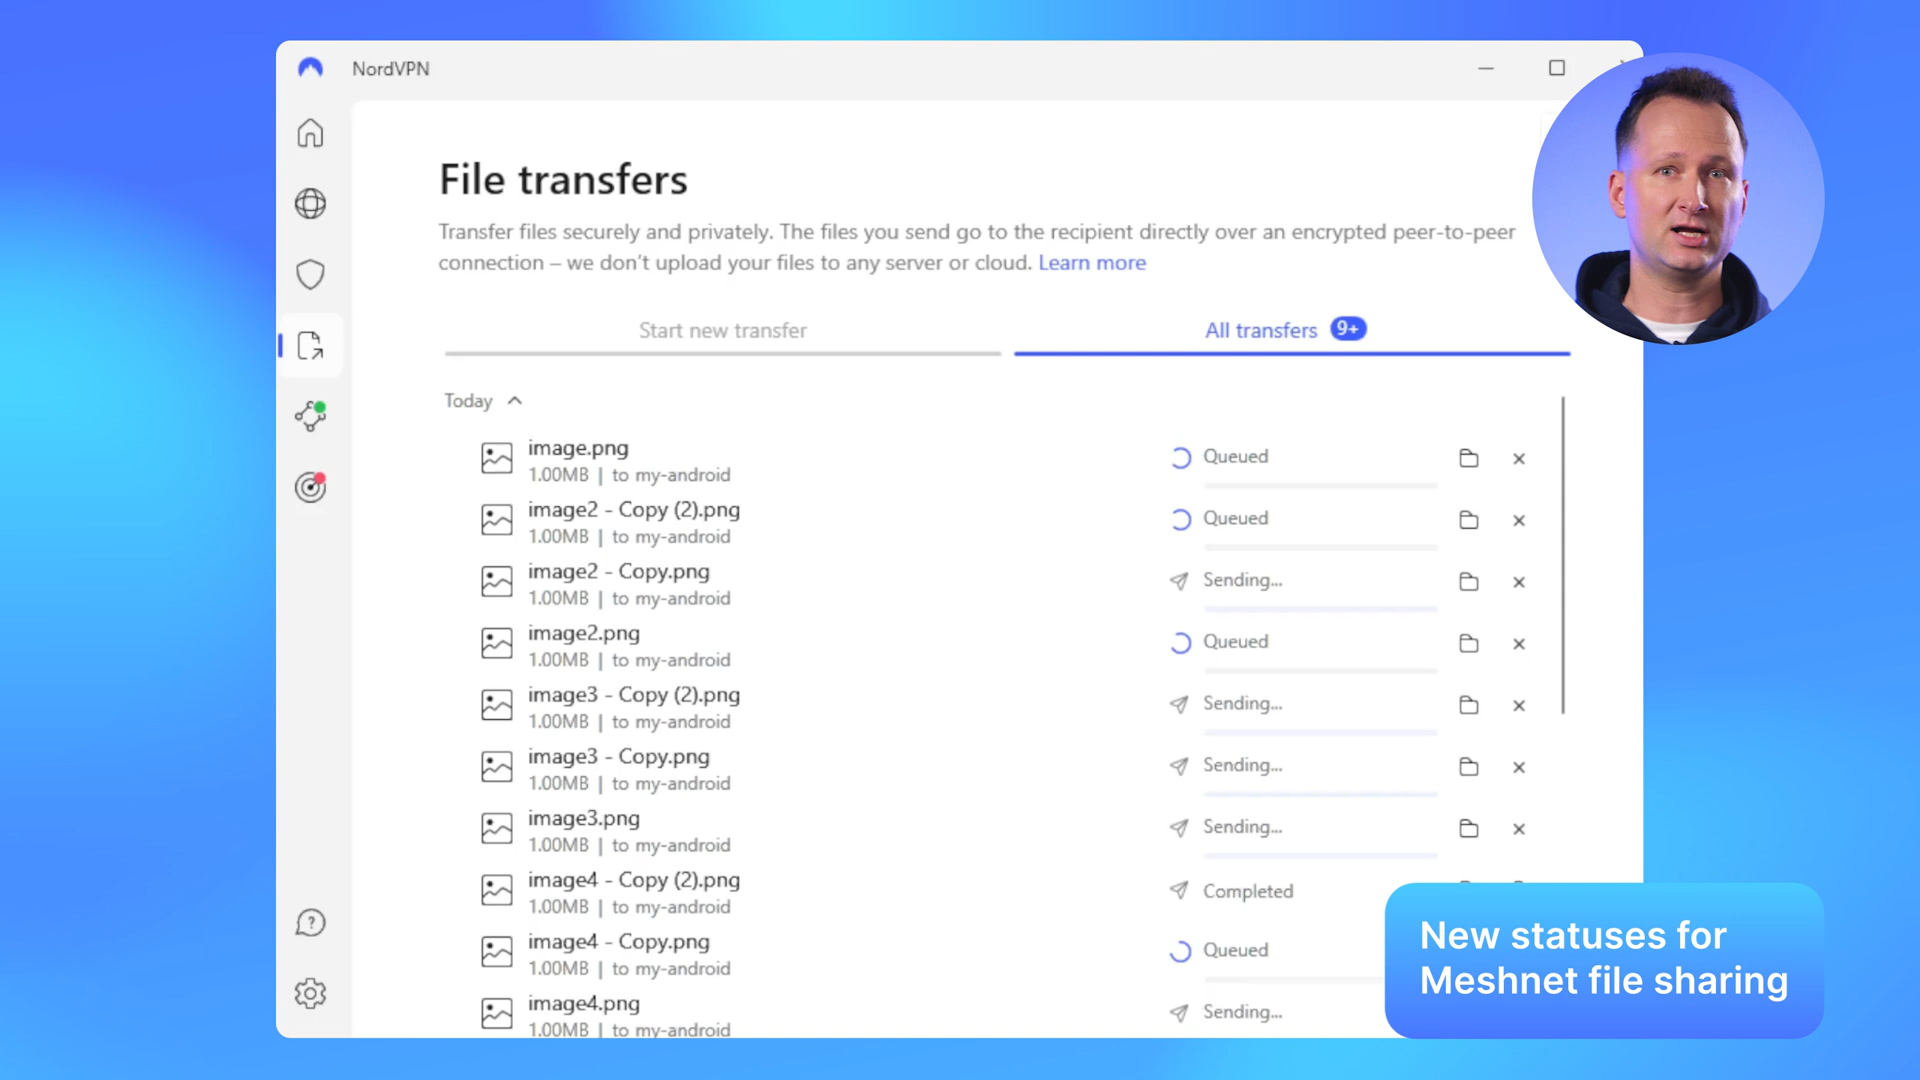 NordVPN
File transfers
Transfer files securely and privately. The files you send go to the recipient directly over an encrypted peer-to-peer
connection – we don't upload your files to any server or cloud. Learn more
Start new transfer
All transfers 9+
Today
image.png
1.00MB | to my-android
Queued
image2 - Copy (2).png
1.00MB | to my-android
Queued
image2 - Copy.png
1.00MB | to my-android
Sending...
image2.png
1.00MB | to my-android
Queued
image3 - Copy (2).png
1.00MB | to my-android
Sending...
image3 - Copy.png
1.00MB | to my-android
Sending...
image3.png
1.00MB | to my-android
Sending...
image4 - Copy (2).png
1.00MB | to my-android
Completed
image4 - Copy.png
1.00MB | to my-android
Queued
image4.png
1.00MB | to my-android
Sending...
New statuses for
Meshnet file sharing